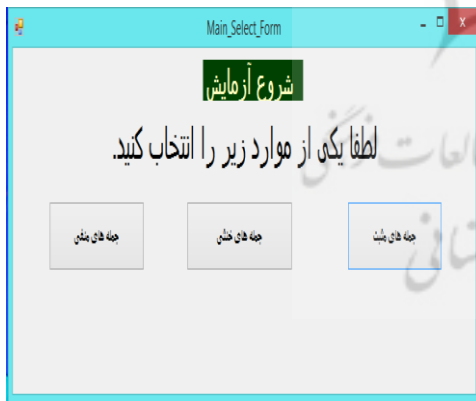 Main_Select_Form
شروع آزمایش
لطفا یکی از موارد زیر را انتخاب کنید.
جمله های مثبت
جمله های خنثی
جمله های منفی